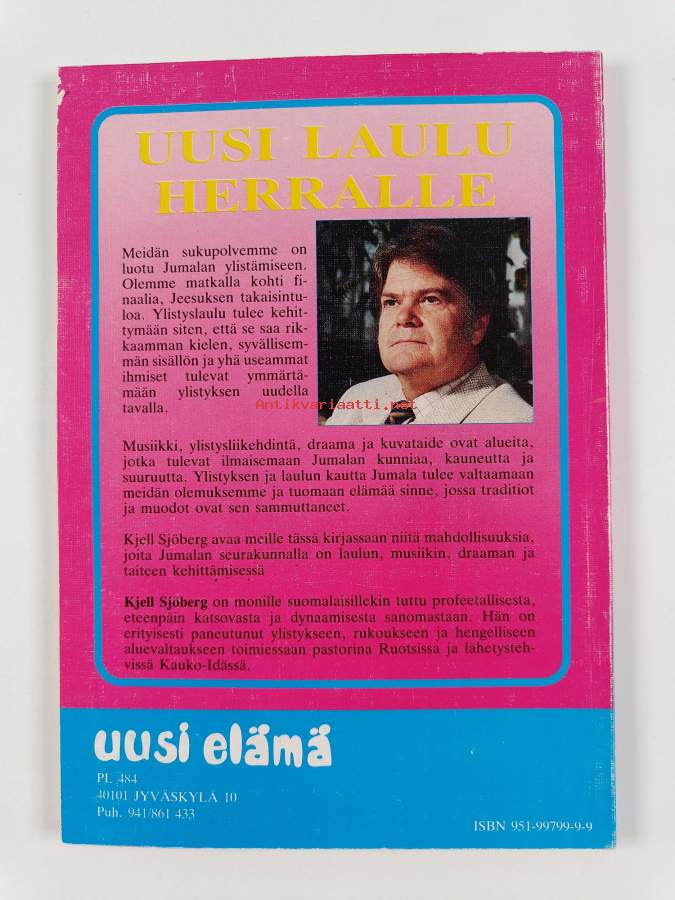 UUSI LAULU
HERRALLE
Meidän sukupolvemme on
luotu Jumalan ylistämiseen.
Olemme matkalla kohti fi-
naalia, Jeesuksen takaisintu-
loa. Ylistyslaulu tulee kehit-
tymään siten, että se saa rik-
kaamman kielen, syvällisem-
män sisällön ja yhä useammat
ihmiset tulevat ymmärtä-
mään ylistyksen uudella
tavalla.
Antikvariaatti.net
Musiikki, ylistysliikehdintä, draama ja kuvataide ovat alueita,
jotka tulevat ilmaisemaan Jumalan kunniaa, kauneutta ja
suuruutta. Ylistyksen ja laulun kautta Jumala tulee valtaamaan
meidän olemuksemme ja tuomaan elämää sinne, jossa traditiot
ja muodot ovat sen sammuttaneet.
Kjell Sjöberg avaa meille tässä kirjassaan niitä mahdollisuuksia,
joita Jumalan seurakunnalla on laulun, musiikin, draaman ja
taiteen kehittämisessä
Kjell Sjöberg on monille suomalaisillekin tuttu profeetallisesta,
eteenpäin katsovasta ja dynaamisesta sanomastaan. Hän on
erityisesti paneutunut ylistykseen, rukoukseen ja hengelliseen
aluevaltaukseen toimiessaan pastorina Ruotsissa ja lähetysteh-
vissä Kauko-Idässä.
uusi elämä
PL 484
40101 JYVÄSKYLÄ 10
Puh. 941/861 433
ISBN 951-99799-9-9